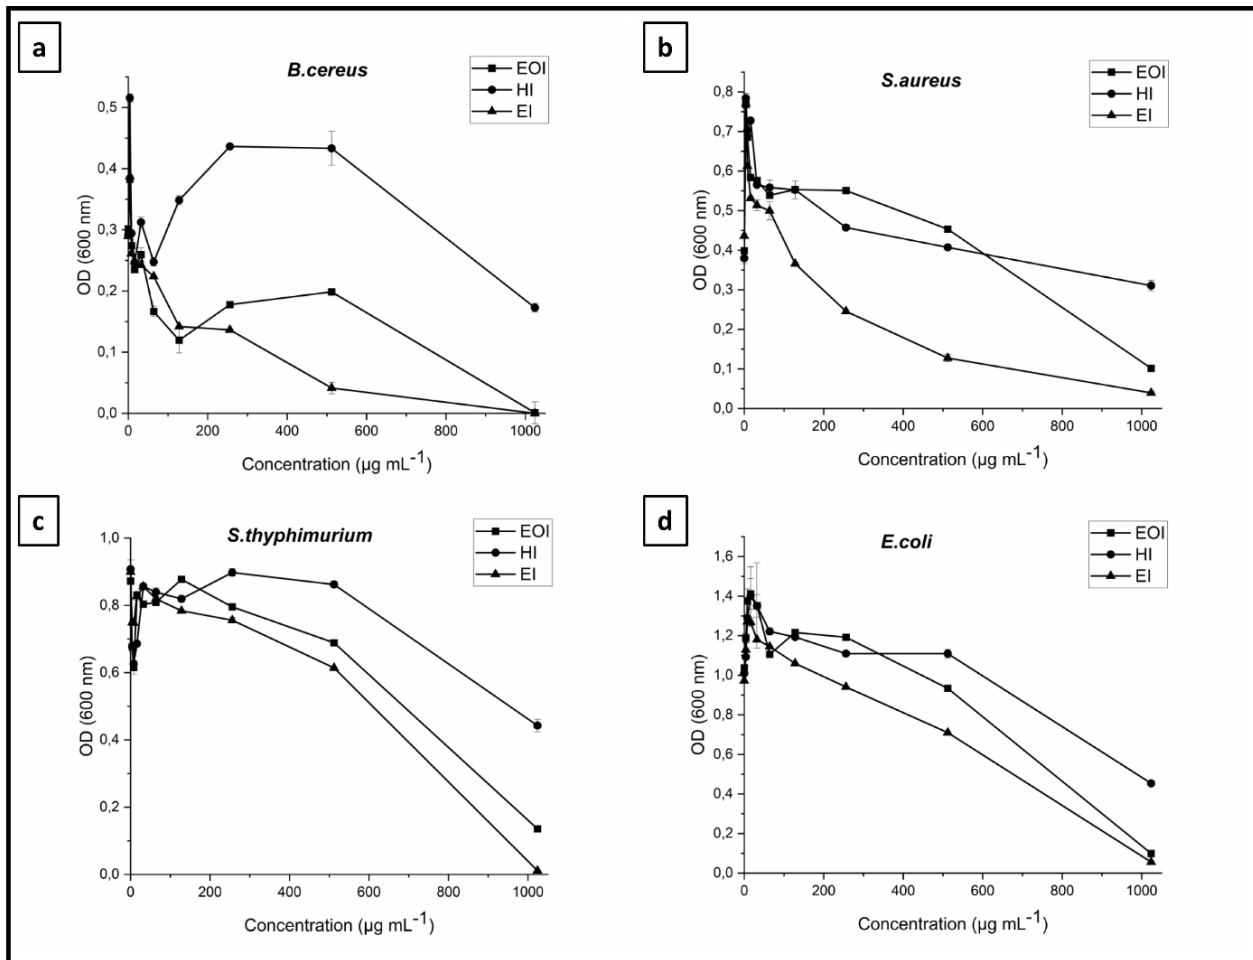 a
B.cereus
EOI
HI
EI
0,5
0,4
0,3
0,2
0,1
0,0
OD (600 nm)
0 200 400 600 800 1000
Concentration (µg mL⁻¹)
b
S.aureus
EOI
HI
EI
0,8
0,7
0,6
0,5
0,4
0,3
0,2
0,1
0,0
OD (600 nm)
0 200 400 600 800 1000
Concentration (µg mL⁻¹)
c
S.thyphimurium
EOI
HI
EI
1,0
0,8
0,6
0,4
0,2
0,0
OD (600 nm)
0 200 400 600 800 1000
Concentration (µg mL⁻¹)
d
E.coli
EOI
HI
EI
1,6
1,4
1,2
1,0
0,8
0,6
0,4
0,2
0,0
OD (600 nm)
0 200 400 600 800 1000
Concentration (µg mL⁻¹)